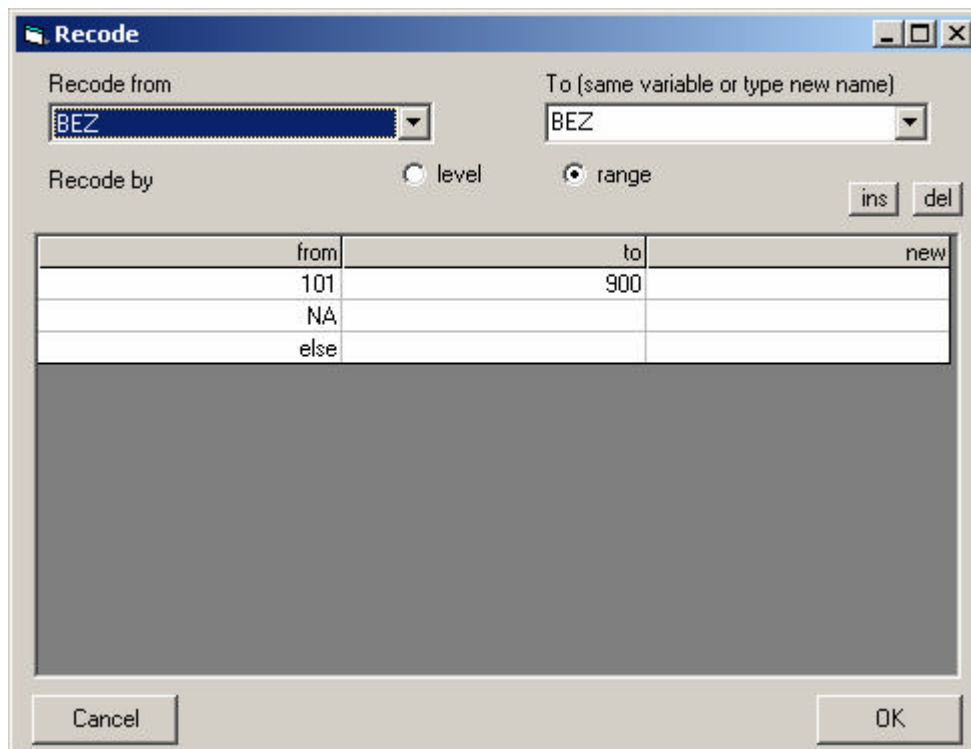 Recode
Recode from To (same variable or type new name)
BEZ BEZ
Recode by level range
ins del
from to new
101 900
NA
else
Cancel OK